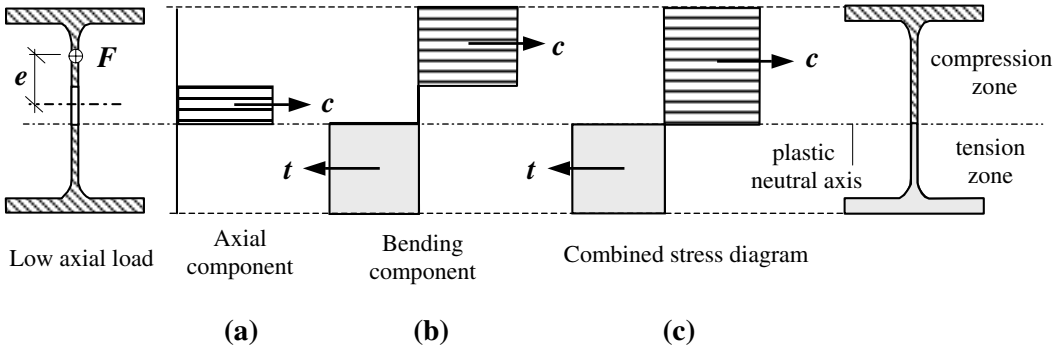 F
e
c
c
c
t
t
compression
zone
plastic
neutral axis
tension
zone
Low axial load
Axial
component
Bending
component
Combined stress diagram
(a)
(b)
(c)